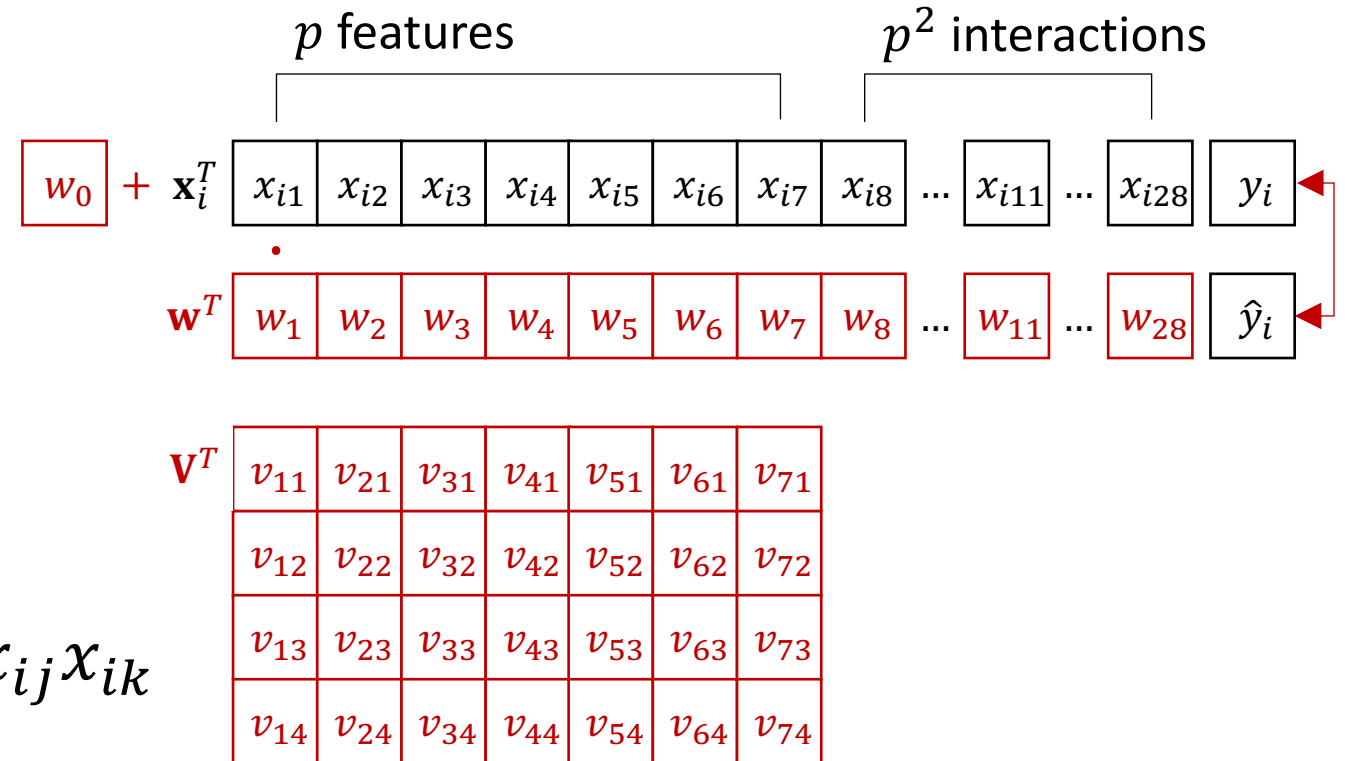 p features p² interactions
w₀ + xᵢᵀ xᵢ₁ xᵢ₂ xᵢ₃ xᵢ₄ xᵢ₅ xᵢ₆ xᵢ₇ xᵢ₈ ... xᵢ₁₁ ... xᵢ₂₈ yᵢ
·
wᵀ w₁ w₂ w₃ w₄ w₅ w₆ w₇ w₈ ... w₁₁ ... w₂₈ ŷᵢ
Vᵀ v₁₁ v₂₁ v₃₁ v₄₁ v₅₁ v₆₁ v₇₁
v₁₂ v₂₂ v₃₂ v₄₂ v₅₂ v₆₂ v₇₂
xᵢⱼxᵢₖ v₁₃ v₂₃ v₃₃ v₄₃ v₅₃ v₆₃ v₇₃
v₁₄ v₂₄ v₃₄ v₄₄ v₅₄ v₆₄ v₇₄